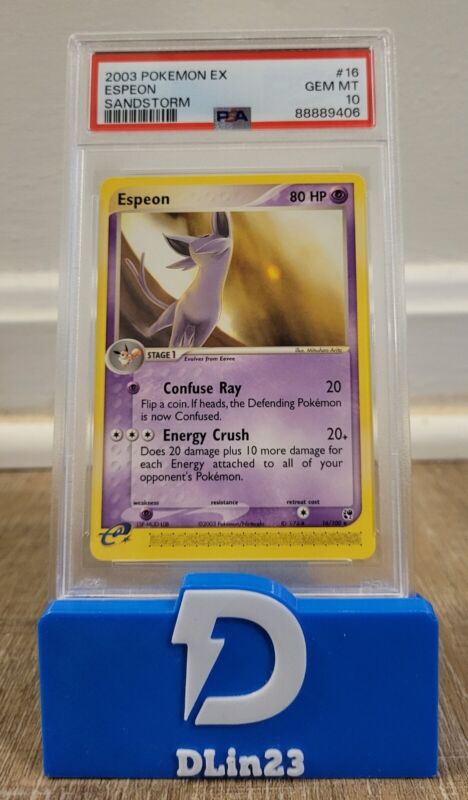 2003 POKEMON EX #16
ESPEON GEM MT
SANDSTORM 10
PSA 88889406
Espeon 80 HP
STAGE 1 Evolves from Eevee illus. Mitsuhiro Arita
Confuse Ray 20
Flip a coin. If heads, the Defending Pokémon
is now Confused.
Energy Crush 20+
Does 20 damage plus 10 more damage for
each Energy attached to all of your
opponent's Pokémon.
weakness resistance retreat cost
©2003 Pokémon/Nintendo 16/100
e
D
DLin23